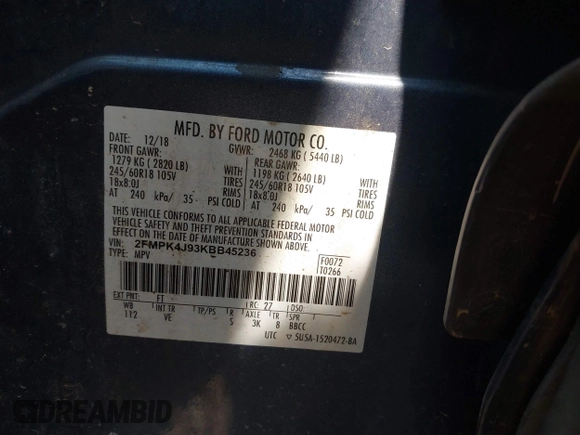 MFD. BY FORD MOTOR CO.
DATE: 12/18 GVWR: 2468 KG ( 5440 LB)
FRONT GAWR: REAR GAWR:
1279 KG ( 2820 LB) 1198 KG ( 2640 LB)
245/60R18 105V WITH TIRES 245/60R18 105V WITH TIRES
18x8.0J RIMS 18x8.0J RIMS
AT 240 kPa/ 35 PSI COLD AT 240 kPa/ 35 PSI COLD
THIS VEHICLE CONFORMS TO ALL APPLICABLE FEDERAL MOTOR
VEHICLE SAFETY AND THEFT PREVENTION STANDARDS IN
EFFECT ON THE DATE OF MANUFACTURE SHOWN ABOVE.
VIN: 2FMPK4J93KBB45236 F0072
TYPE: MPV T0266
EXT PNT: FT RC: 27 DSO
WB INT TR TP/PS R AXLE TR SPR
112 VE S 3K 8 BBCC
UTC 5U5A-1520472-BA
DREAMBID